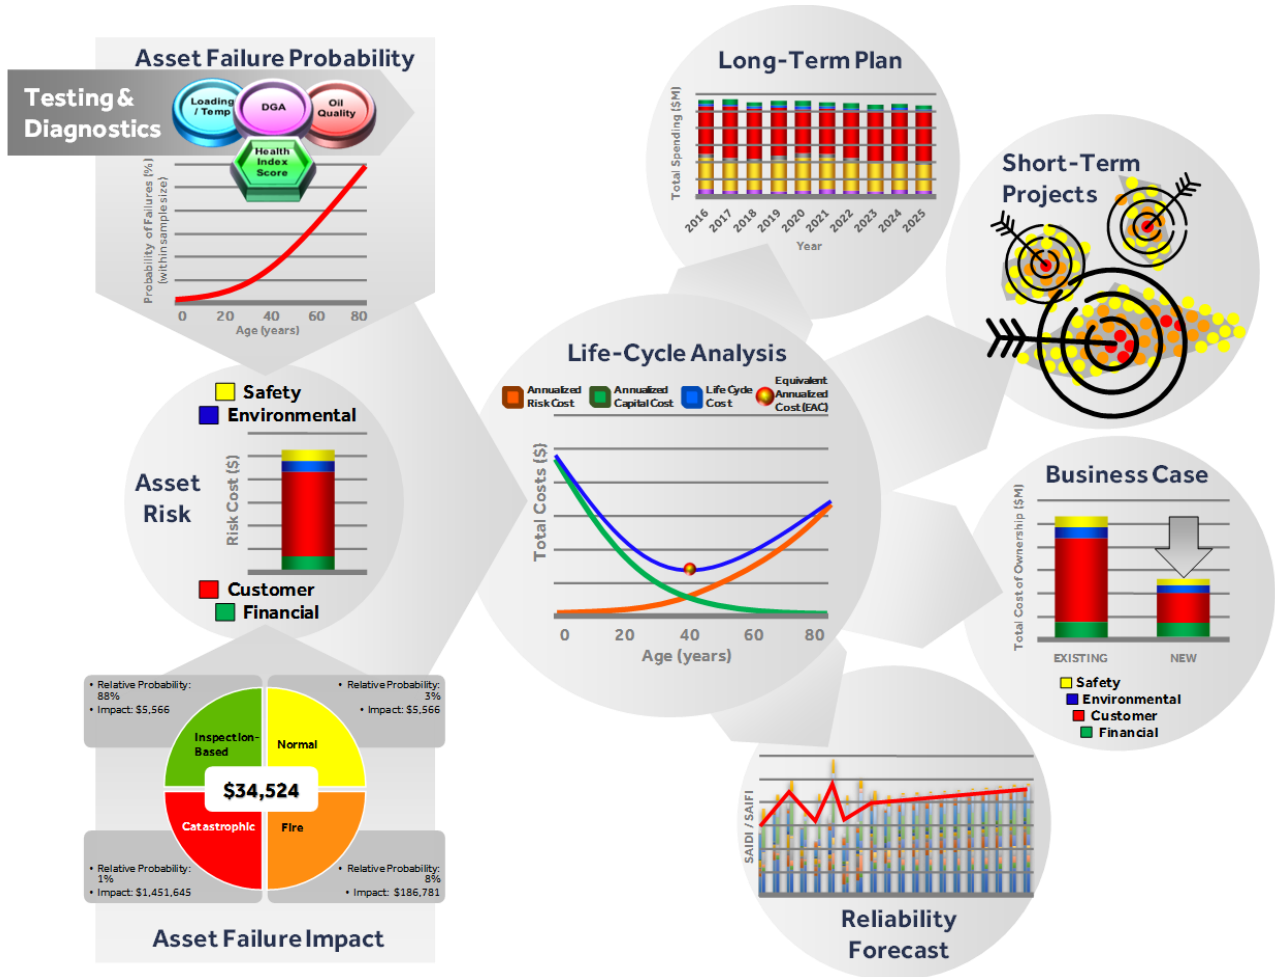 Asset Failure Probability
Testing &
Diagnostics
Loading
/ Temp
DGA
Oil
Quality
Health
Index
Score
Probability of Failures (%)
(within sample size)
0 20 40 60 80
Age (years)
Safety
Environmental
Asset
Risk
Risk Cost ($)
Customer
Financial
• Relative Probability:
88%
• Impact: $5,566
• Relative Probability:
3%
• Impact: $5,566
Inspection-
Based
Normal
$34,524
Catastrophic
Fire
• Relative Probability:
1%
• Impact: $1,451,645
• Relative Probability:
8%
• Impact: $186,781
Asset Failure Impact
Life-Cycle Analysis
Annualized
Risk Cost
Annualized
Capital Cost
Life Cycle
Cost
Equivalent
Annualized
Cost (EAC)
Total Costs ($)
0 20 40 60 80
Age (years)
Long-Term Plan
Total Spending ($M)
2016 2017 2018 2019 2020 2021 2022 2023 2024 2025
Year
Short-Term
Projects
Business Case
Total Cost of Ownership ($M)
EXISTING NEW
Safety
Environmental
Customer
Financial
SAIDI / SAIFI
Reliability
Forecast